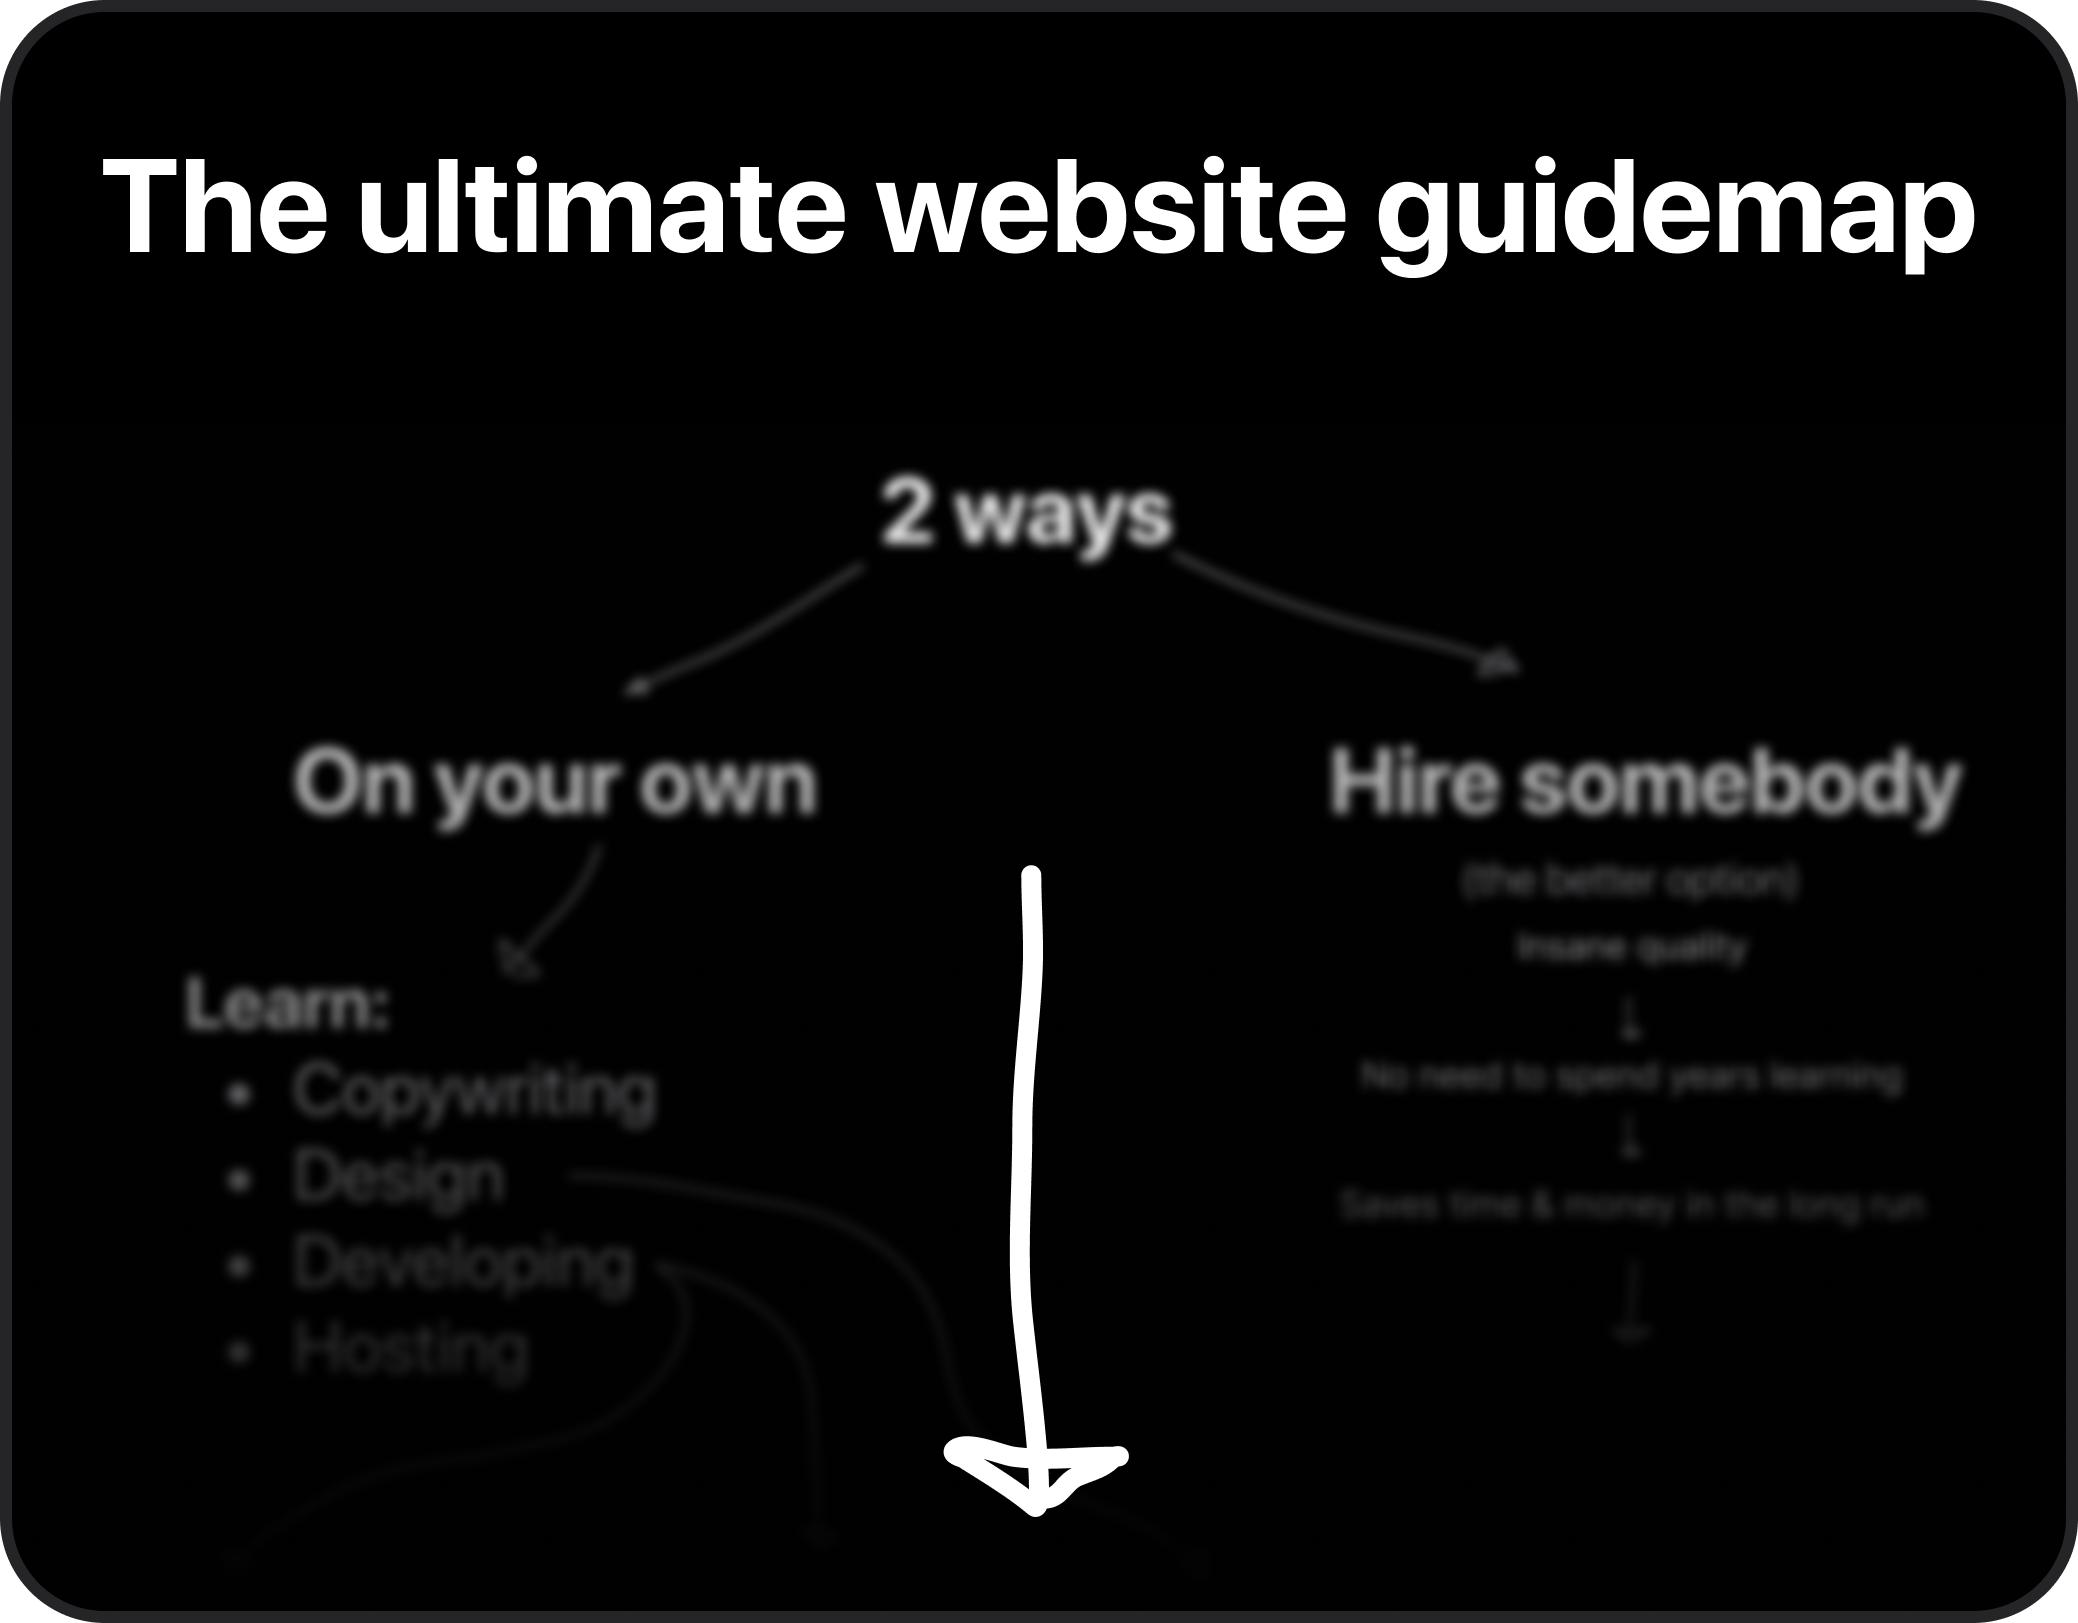 The ultimate website guidemap
2 ways
On your own
Hire somebody
(the better option)
Insane quality
No need to spend years learning
Saves time & money in the long run
Learn:
• Copywriting
• Design
• Developing
• Hosting